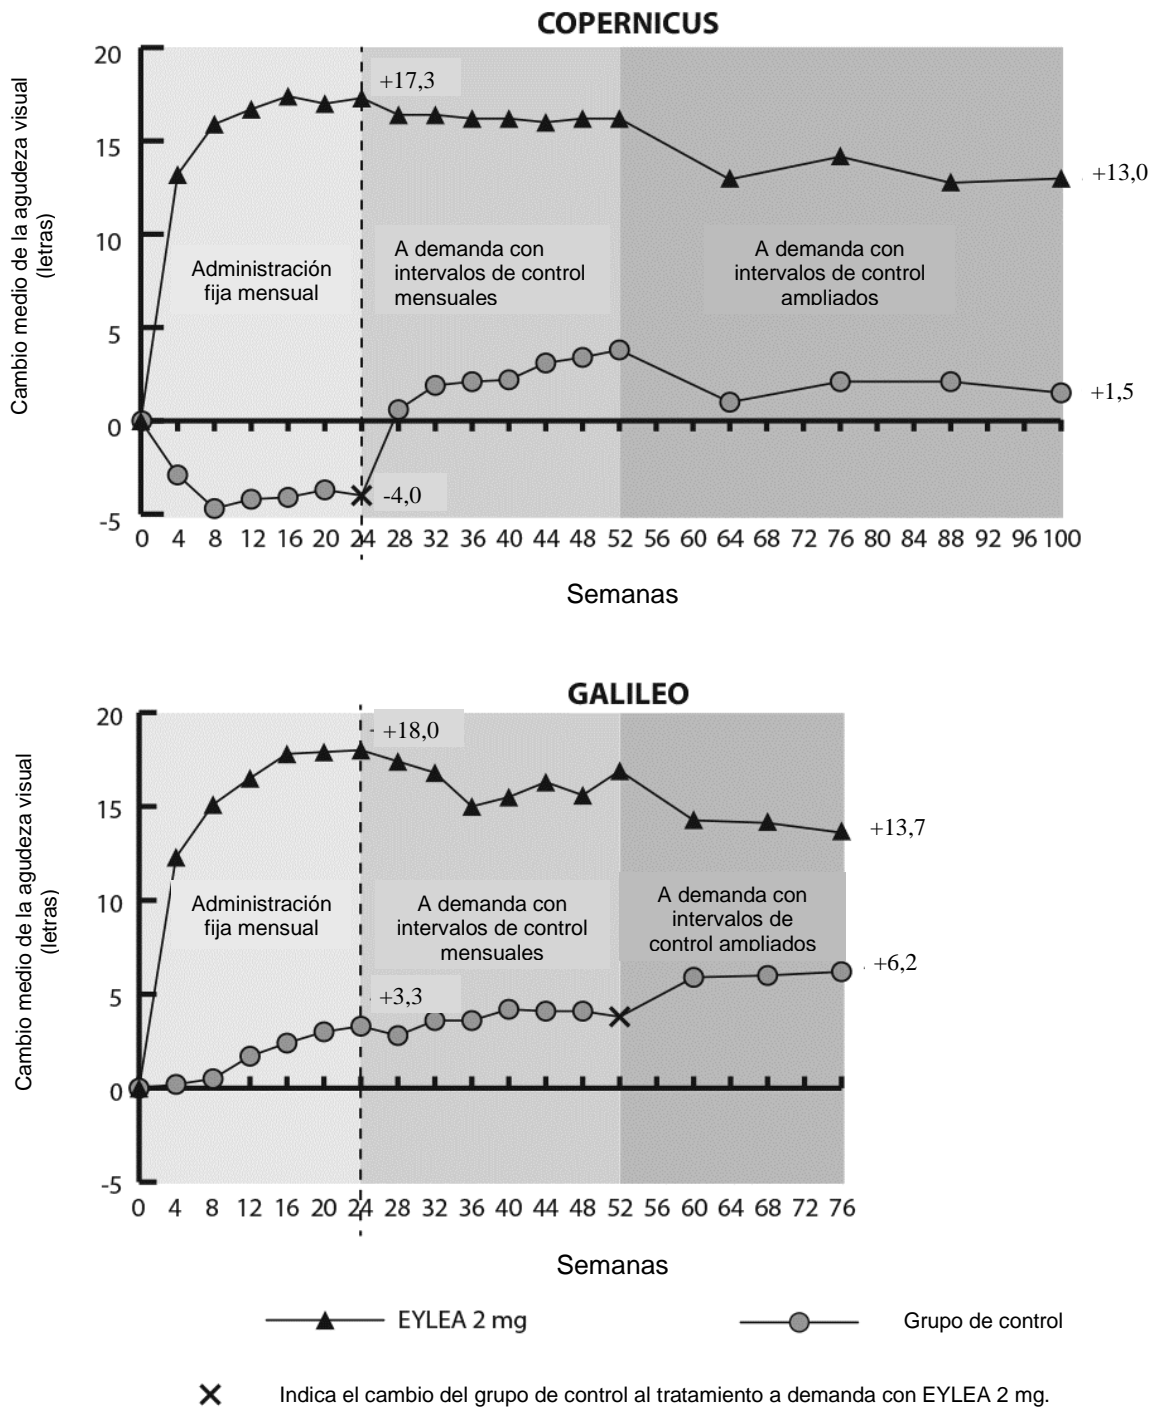 COPERNICUS
Cambio medio de la agudeza visual
(letras)
20
15
10
5
0
-5
+17,3
+13,0
Administración
fija mensual
A demanda con
intervalos de control
mensuales
A demanda con
intervalos de control
ampliados
+1,5
-4,0
0 4 8 12 16 20 24 28 32 36 40 44 48 52 56 60 64 68 72 76 80 84 88 92 96 100
Semanas
GALILEO
Cambio medio de la agudeza visual
(letras)
20
15
10
5
0
-5
+18,0
+13,7
Administración
fija mensual
A demanda con
intervalos de control
mensuales
A demanda con
intervalos de
control ampliados
+6,2
+3,3
0 4 8 12 16 20 24 28 32 36 40 44 48 52 56 60 64 68 72 76
Semanas
EYLEA 2 mg
Grupo de control
Indica el cambio del grupo de control al tratamiento a demanda con EYLEA 2 mg.